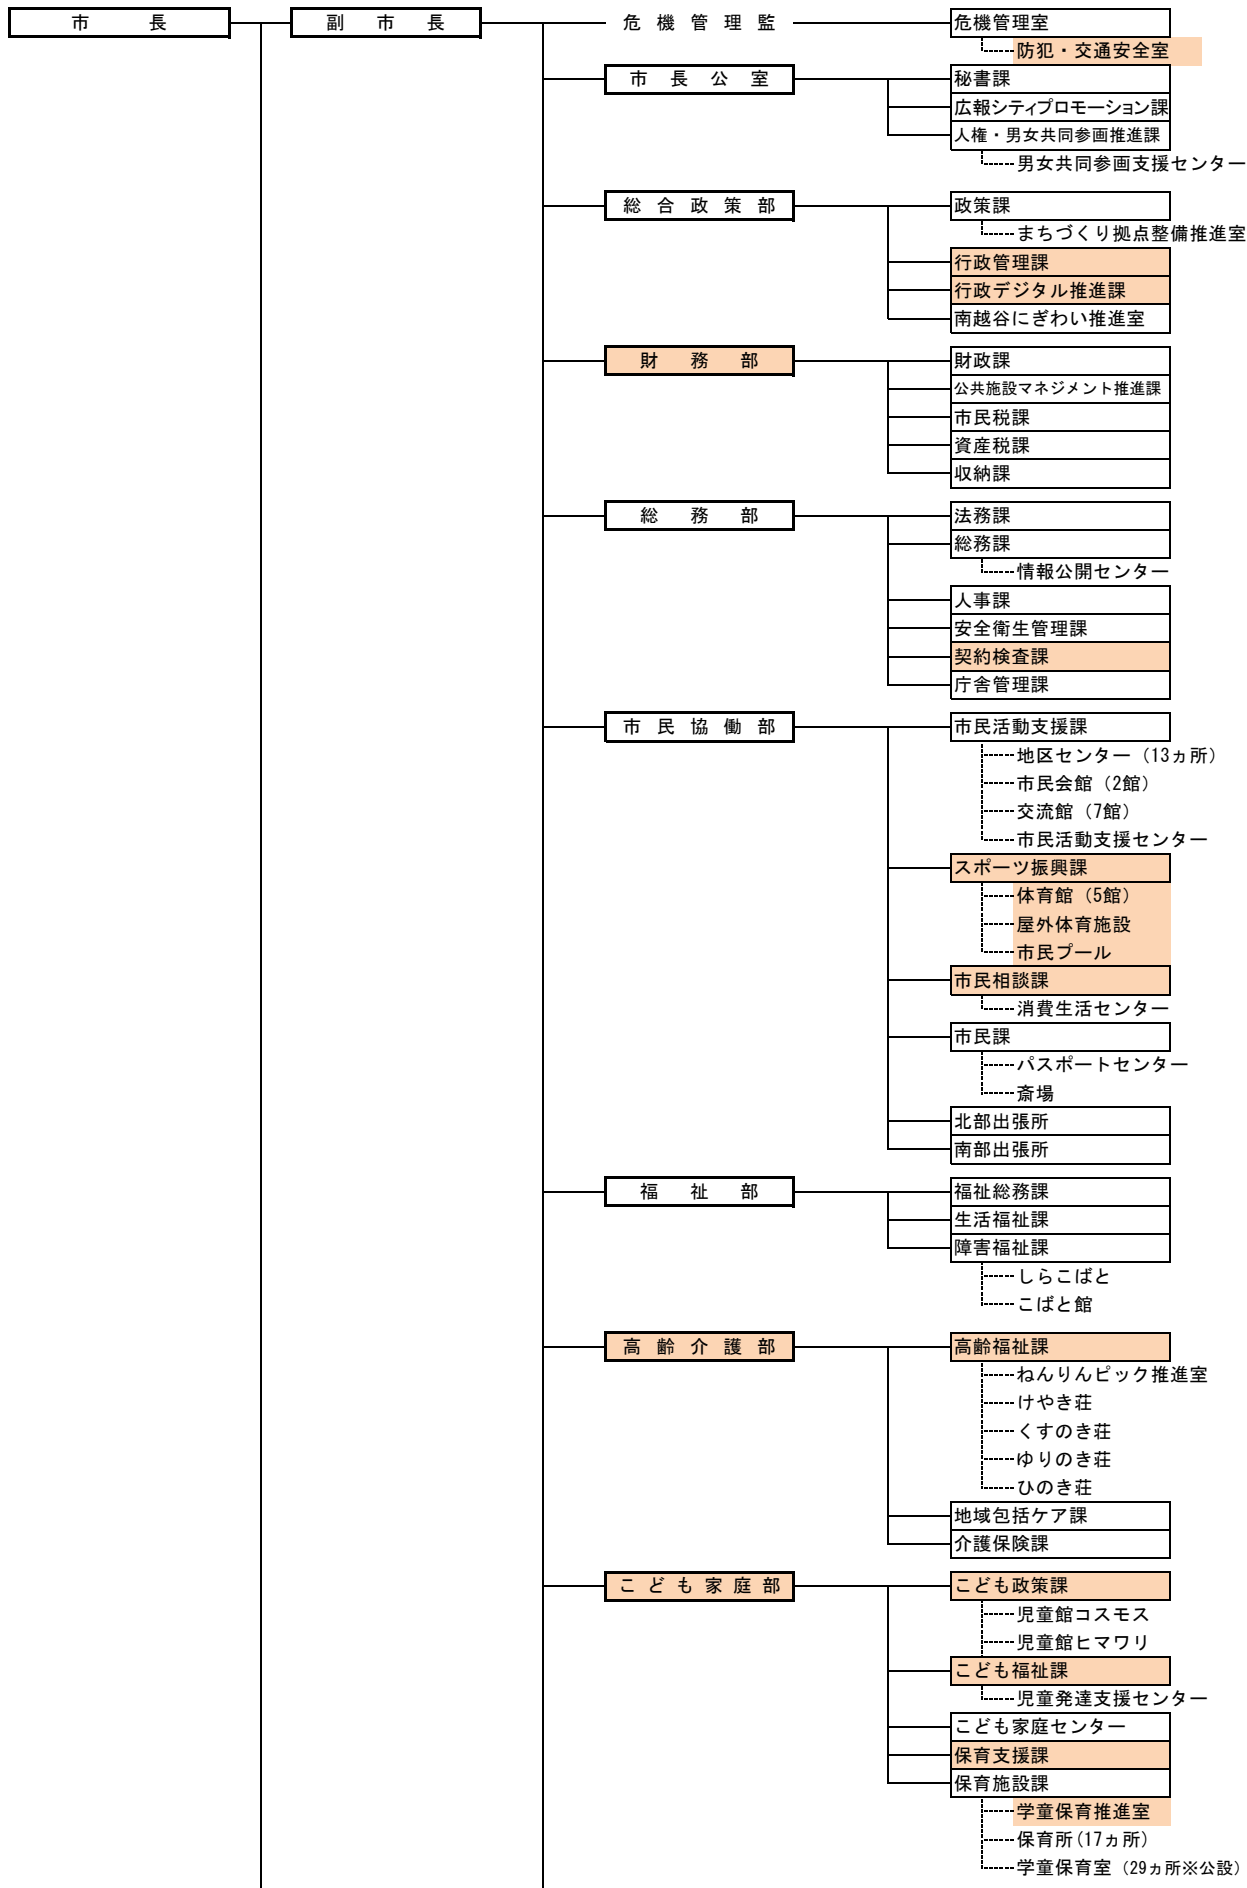 市長
副市長
危機管理監
危機管理室
防犯・交通安全室
市長公室
秘書課
広報シティプロモーション課
人権・男女共同参画推進課
男女共同参画支援センター
総合政策部
政策課
まちづくり拠点整備推進室
行政管理課
行政デジタル推進課
南越谷にぎわい推進室
財務部
財政課
公共施設マネジメント推進課
市民税課
資産税課
収納課
総務部
法務課
総務課
情報公開センター
人事課
安全衛生管理課
契約検査課
庁舎管理課
市民協働部
市民活動支援課
地区センター（13ヵ所）
市民会館（2館）
交流館（7館）
市民活動支援センター
スポーツ振興課
体育館（5館）
屋外体育施設
市民プール
市民相談課
消費生活センター
市民課
パスポートセンター
斎場
北部出張所
南部出張所
福祉部
福祉総務課
生活福祉課
障害福祉課
しらこばと
こばと館
高齢介護部
高齢福祉課
ねんりんピック推進室
けやき荘
くすのき荘
ゆりのき荘
ひのき荘
地域包括ケア課
介護保険課
こども家庭部
こども政策課
児童館コスモス
児童館ヒマワリ
こども福祉課
児童発達支援センター
こども家庭センター
保育支援課
保育施設課
学童保育推進室
保育所(17ヵ所)
学童保育室（29ヵ所※公設）